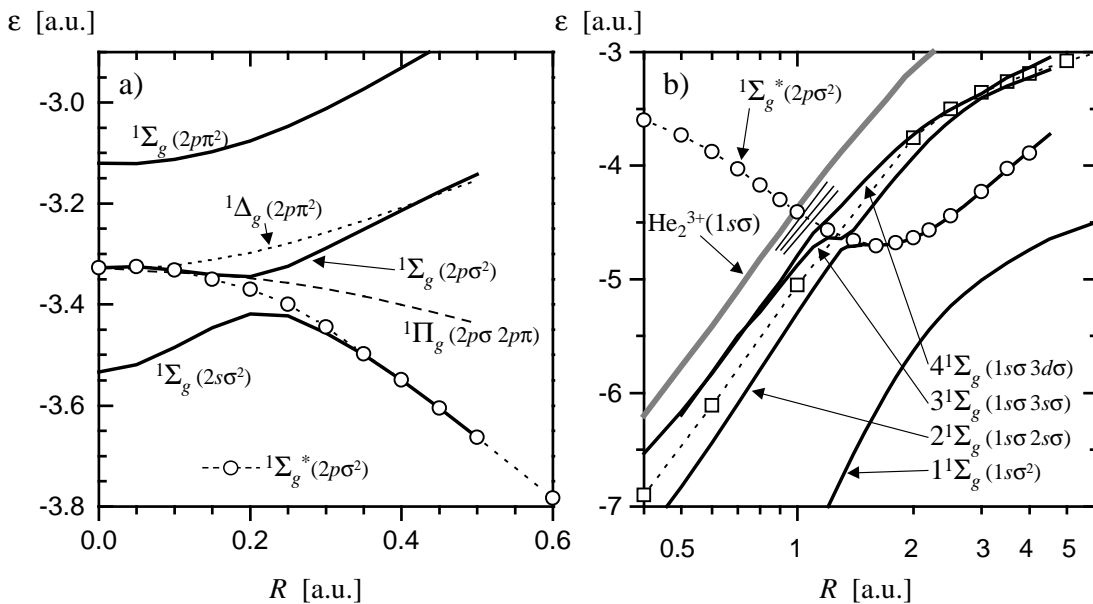 ε [a.u.]
a)
-3.0
-3.2
-3.4
-3.6
-3.8
¹Σg (2pπ²)
¹Δg (2pπ²)
¹Σg (2pσ²)
¹Πg (2pσ 2pπ)
¹Σg (2sσ²)
¹Σg*(2pσ²)
0.0 0.2 0.4 0.6
R [a.u.]
ε [a.u.]
b)
-3
-4
-5
-6
-7
¹Σg*(2pσ²)
He₂³⁺(1sσ)
4¹Σg (1sσ 3dσ)
3¹Σg (1sσ 3sσ)
2¹Σg (1sσ 2sσ)
1¹Σg (1sσ²)
0.5 1 2 3 4 5
R [a.u.]